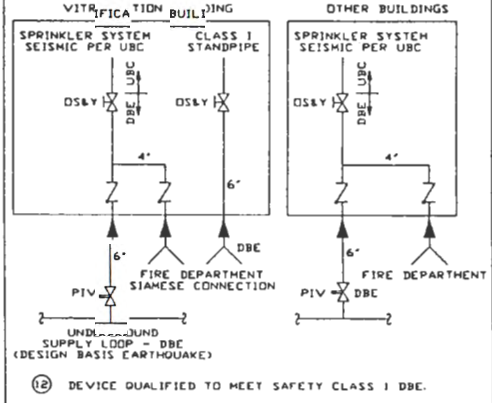 VITRIFICATION BUILDING
OTHER BUILDINGS
SPRINKLER SYSTEM
SEISMIC PER UBC
CLASS I
STANDPIPE
SPRINKLER SYSTEM
SEISMIC PER UBC
OS&Y
DBE UBC
OS&Y
OS&Y
DBE UBC
4"
4"
6"
6"
DBE
6"
FIRE DEPARTMENT
SIAMESE CONNECTION
FIRE DEPARTMENT
PIV
PIV
DBE
UNDERGROUND
SUPPLY LOOP - DBE
(DESIGN BASIS EARTHQUAKE)
12 DEVICE QUALIFIED TO MEET SAFETY CLASS 1 DBE.